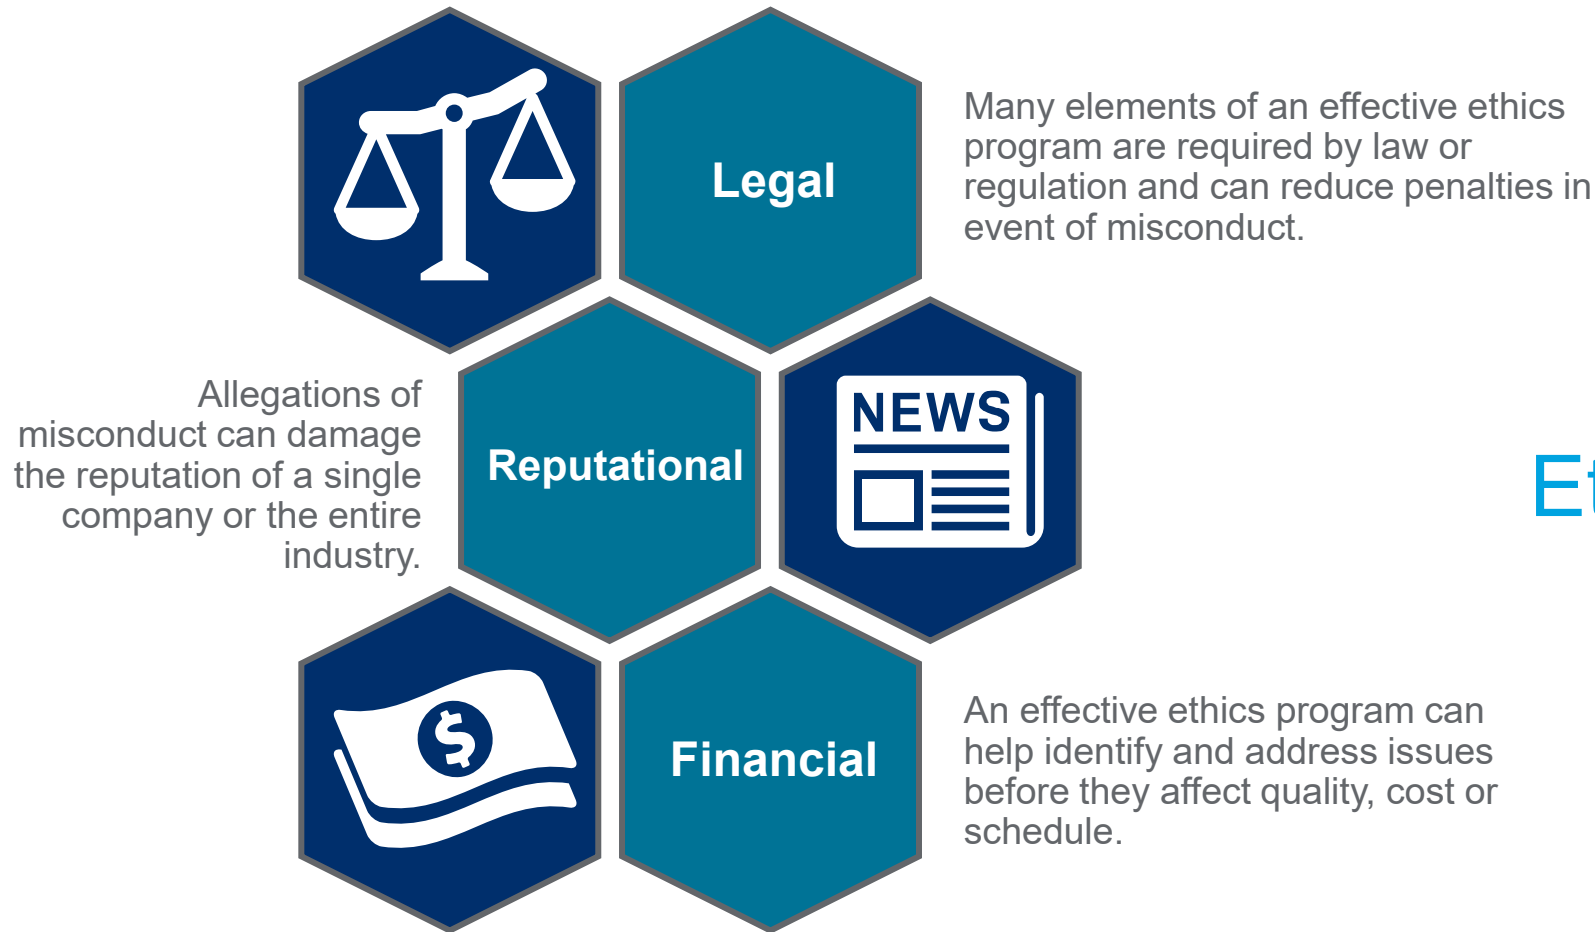 Legal
Many elements of an effective ethics
program are required by law or
regulation and can reduce penalties in
event of misconduct.
Allegations of
misconduct can damage
the reputation of a single
company or the entire
industry.
Reputational
NEWS
$
Financial
An effective ethics program can
help identify and address issues
before they affect quality, cost or
schedule.